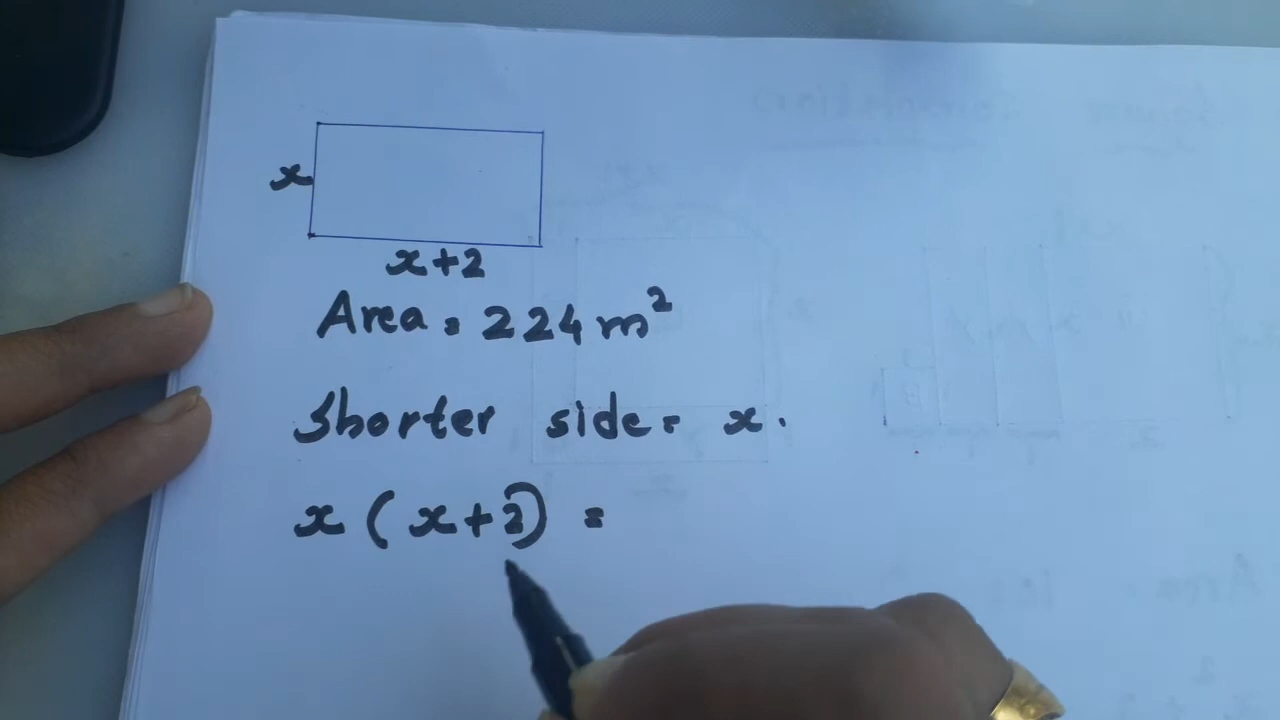 x
x+2
Area = 224 m²
Shorter side = x.
x (x+2) =